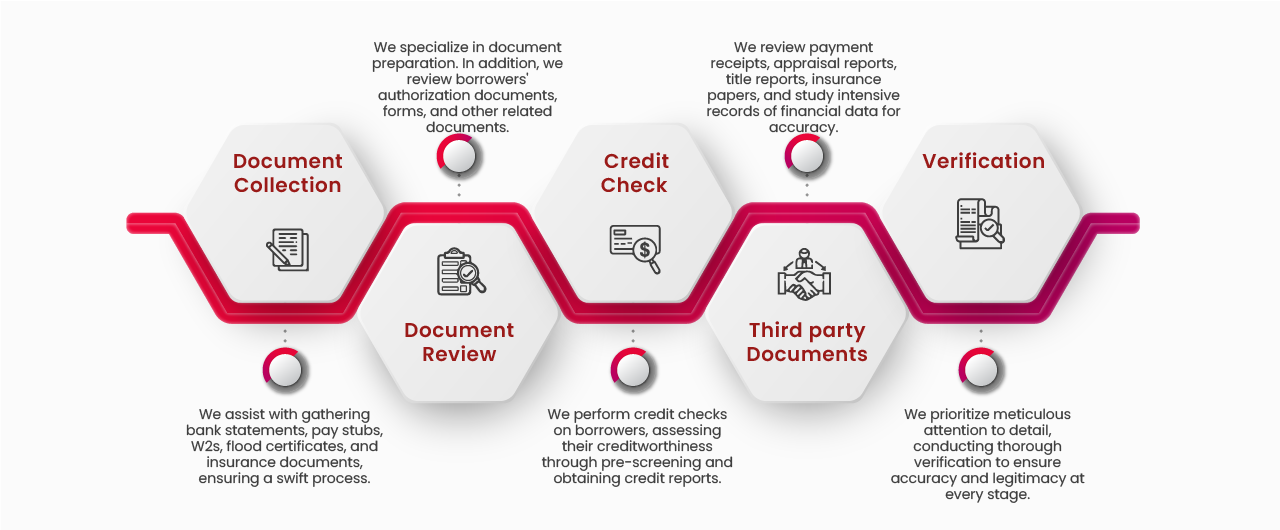 Document
Collection
We assist with gathering
bank statements, pay stubs,
W2s, flood certificates, and
insurance documents,
ensuring a swift process.
We specialize in document
preparation. In addition, we
review borrowers'
authorization documents,
forms, and other related
documents.
Document
Review
Credit
Check
$
We perform credit checks
on borrowers, assessing
their creditworthiness
through pre-screening and
obtaining credit reports.
We review payment
receipts, appraisal reports,
title reports, insurance
papers, and study intensive
records of financial data for
accuracy.
Third party
Documents
Verification
We prioritize meticulous
attention to detail,
conducting thorough
verification to ensure
accuracy and legitimacy at
every stage.